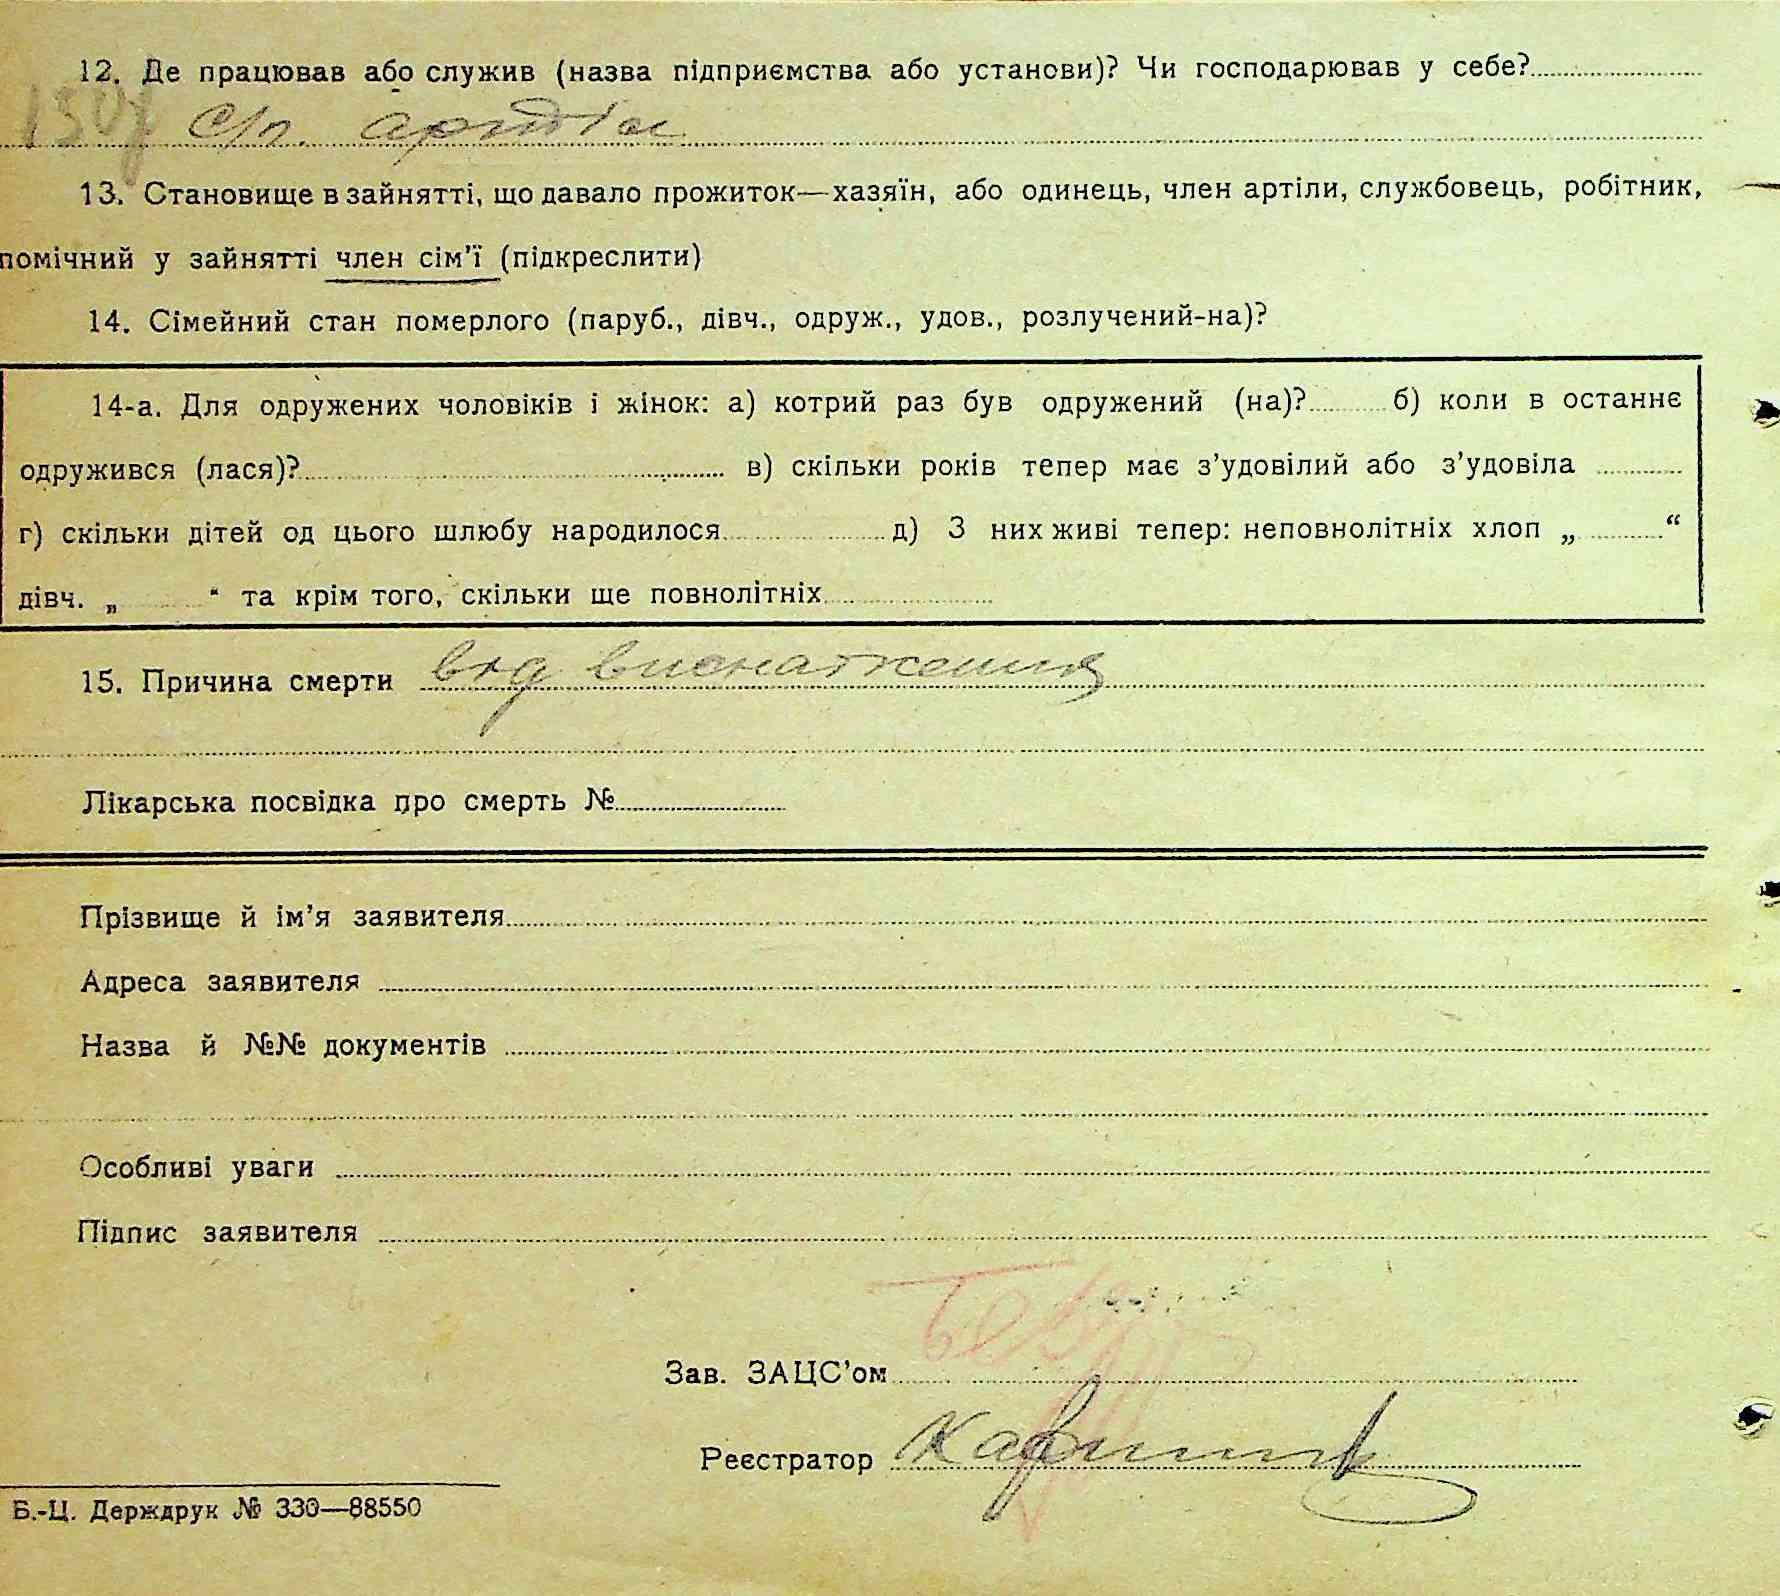 12. Де працював або служив (назва підприємства або установи)? Чи господарював у себе?
с/г. артіл
13. Становище в зайнятті, що давало прожиток—хазяїн, або одинець, член артіли, службовець, робітник,
помічний у зайнятті член сім'ї (підкреслити)
14. Сімейний стан померлого (паруб., дівч., одруж., удов., розлучений-на)?
14-а. Для одружених чоловіків і жінок: а) котрий раз був одружений (на)? б) коли в останнє
одружився (лася)? в) скільки років тепер має з'удовілий або з'удовіла
г) скільки дітей од цього шлюбу народилося д) З них живі тепер: неповнолітніх хлоп „ “
дівч. „ “ та крім того, скільки ще повнолітніх
15. Причина смерти від виснаження
Лікарська посвідка про смерть №
Прізвище й ім'я заявителя
Адреса заявителя
Назва й №№ документів
Особливі уваги
Підпис заявителя
Зав. ЗАЦС'ом
Реєстратор
Б.-Ц. Держдрук № 330—88550